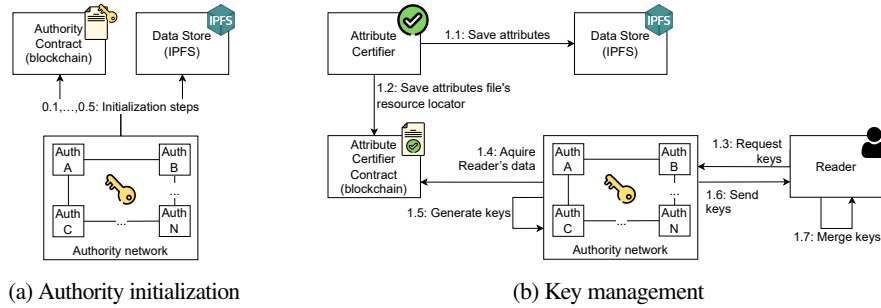 Authority
Contract
(blockchain)
IPFS
Data Store
(IPFS)
0.1,...,0.5: Initialization steps
Auth
A
Auth
B
...
Auth
C
...
Auth
N
Authority network
(a) Authority initialization
Attribute
Certifier
1.1: Save attributes
IPFS
Data Store
(IPFS)
1.2: Save attributes file's
resource locator
Attribute
Certifier
Contract
(blockchain)
1.4: Aquire
Reader's data
1.5: Generate keys
Auth
A
Auth
B
...
Auth
C
...
Auth
N
Authority network
1.3: Request
keys
1.6: Send
keys
Reader
1.7: Merge keys
(b) Key management